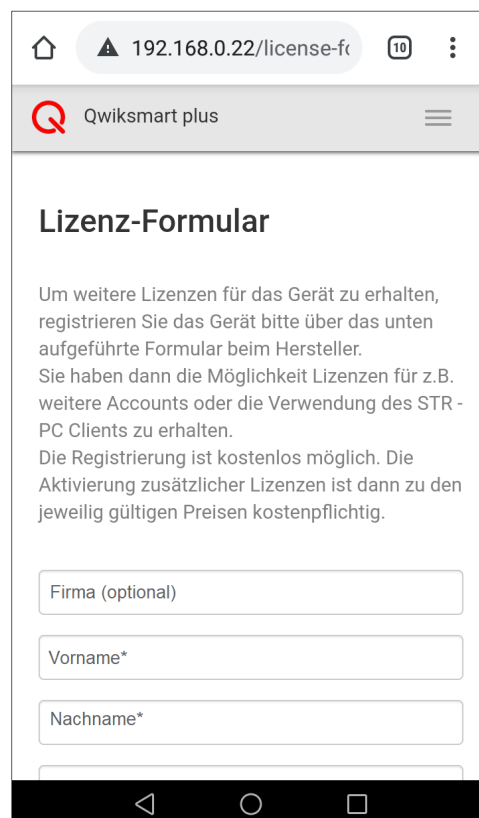 192.168.0.22/license-fo
10
Qwiksmart plus
Lizenz-Formular
Um weitere Lizenzen für das Gerät zu erhalten,
registrieren Sie das Gerät bitte über das unten
aufgeführte Formular beim Hersteller.
Sie haben dann die Möglichkeit Lizenzen für z.B.
weitere Accounts oder die Verwendung des STR -
PC Clients zu erhalten.
Die Registrierung ist kostenlos möglich. Die
Aktivierung zusätzlicher Lizenzen ist dann zu den
jeweilig gültigen Preisen kostenpflichtig.
Firma (optional)
Vorname*
Nachname*